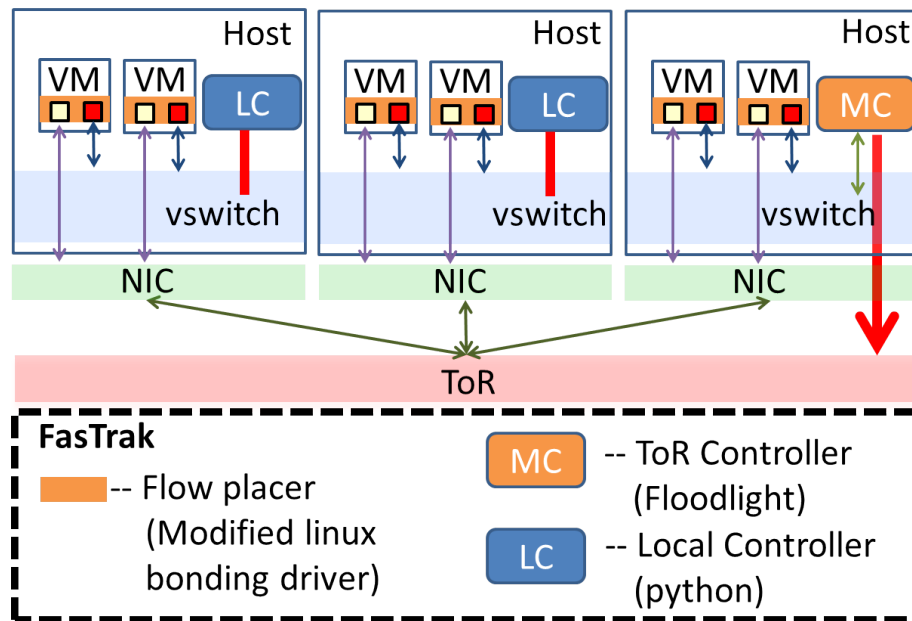 Host Host Host
VM VM LC VM VM LC VM VM MC
vswitch vswitch vswitch
NIC NIC NIC
ToR
FasTrak
-- Flow placer
(Modified linux
bonding driver)
MC -- ToR Controller
(Floodlight)
LC -- Local Controller
(python)